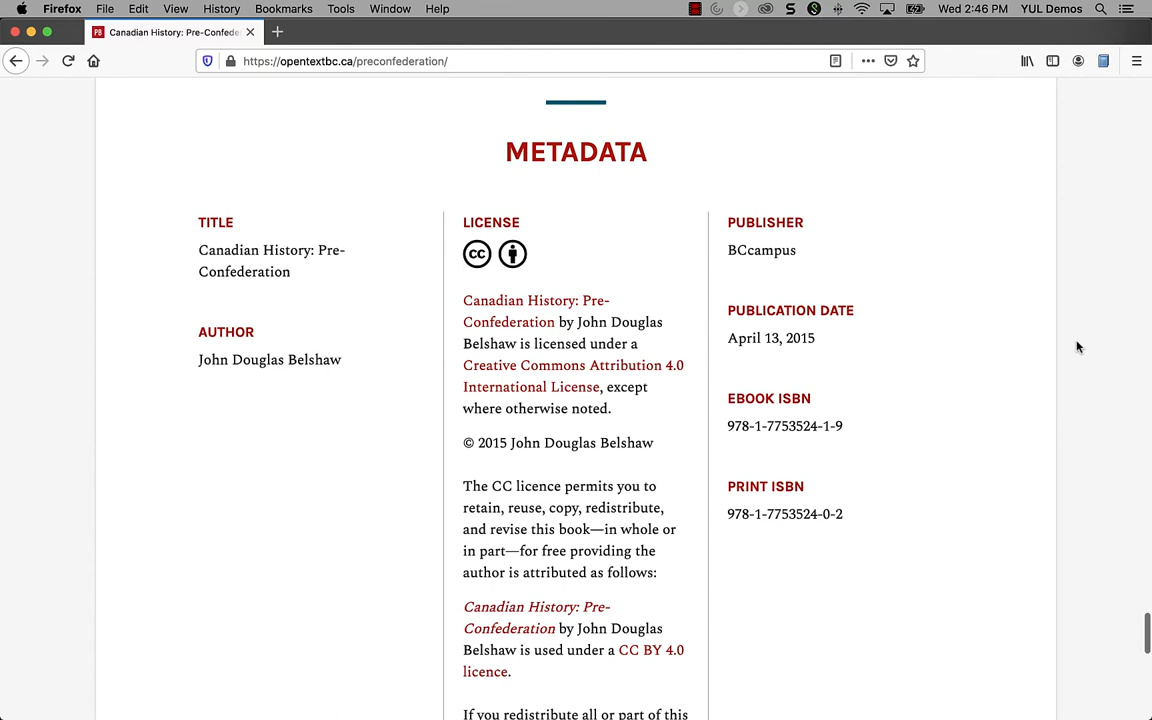 Firefox File Edit View History Bookmarks Tools Window Help Wed 2:46 PM YUL Demos
Canadian History: Pre-Confede
https://opentextbc.ca/preconfederation/
METADATA
TITLE
Canadian History: Pre-
Confederation
AUTHOR
John Douglas Belshaw
LICENSE
Canadian History: Pre-
Confederation by John Douglas
Belshaw is licensed under a
Creative Commons Attribution 4.0
International License, except
where otherwise noted.
© 2015 John Douglas Belshaw
The CC licence permits you to
retain, reuse, copy, redistribute,
and revise this book—in whole or
in part—for free providing the
author is attributed as follows:
Canadian History: Pre-
Confederation by John Douglas
Belshaw is used under a CC BY 4.0
licence.
If you redistribute all or part of this
PUBLISHER
BCcampus
PUBLICATION DATE
April 13, 2015
EBOOK ISBN
978-1-7753524-1-9
PRINT ISBN
978-1-7753524-0-2